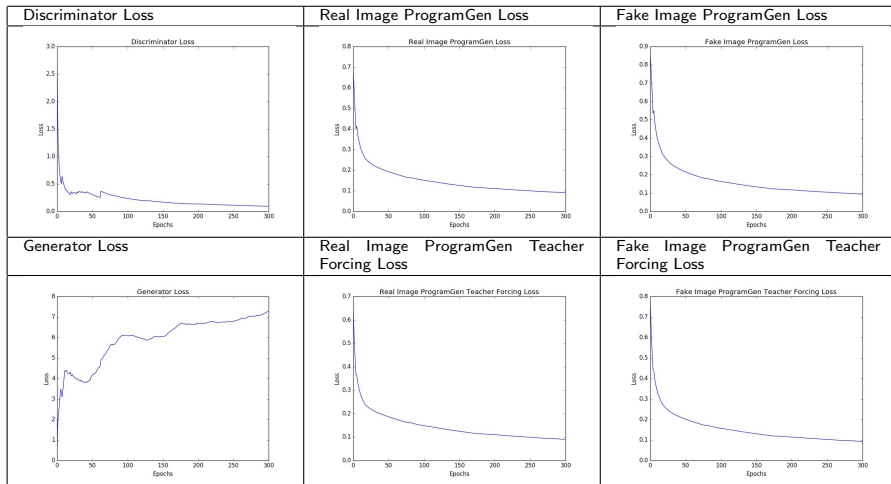 Discriminator Loss
Real Image ProgramGen Loss
Fake Image ProgramGen Loss
Discriminator Loss
3.0
2.5
2.0
1.5
1.0
0.5
0.0
Loss
0 50 100 150 200 250 300
Epochs
Real Image ProgramGen Loss
0.8
0.7
0.6
0.5
0.4
0.3
0.2
0.1
0.0
Loss
0 50 100 150 200 250 300
Epochs
Fake Image ProgramGen Loss
0.9
0.8
0.7
0.6
0.5
0.4
0.3
0.2
0.1
0.0
Loss
0 50 100 150 200 250 300
Epochs
Generator Loss
Real Image ProgramGen Teacher
Forcing Loss
Fake Image ProgramGen Teacher
Forcing Loss
Generator Loss
8
7
6
5
4
3
2
1
0
Loss
0 50 100 150 200 250 300
Epochs
Real Image ProgramGen Teacher Forcing Loss
0.7
0.6
0.5
0.4
0.3
0.2
0.1
0.0
Loss
0 50 100 150 200 250 300
Epochs
Fake Image ProgramGen Teacher Forcing Loss
0.8
0.7
0.6
0.5
0.4
0.3
0.2
0.1
0.0
Loss
0 50 100 150 200 250 300
Epochs